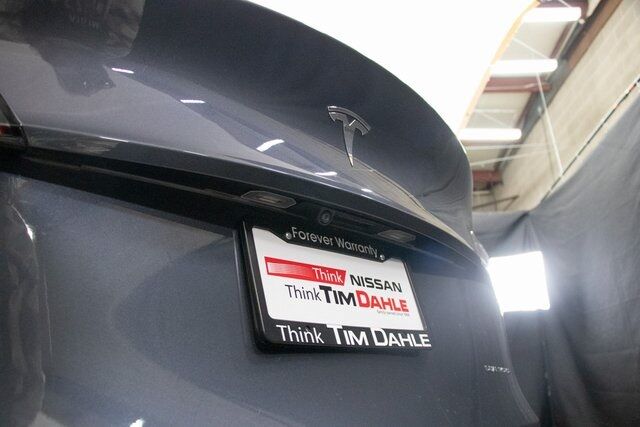 Forever Warranty
Think NISSAN
Think TIM DAHLE
Think TIM DAHLE